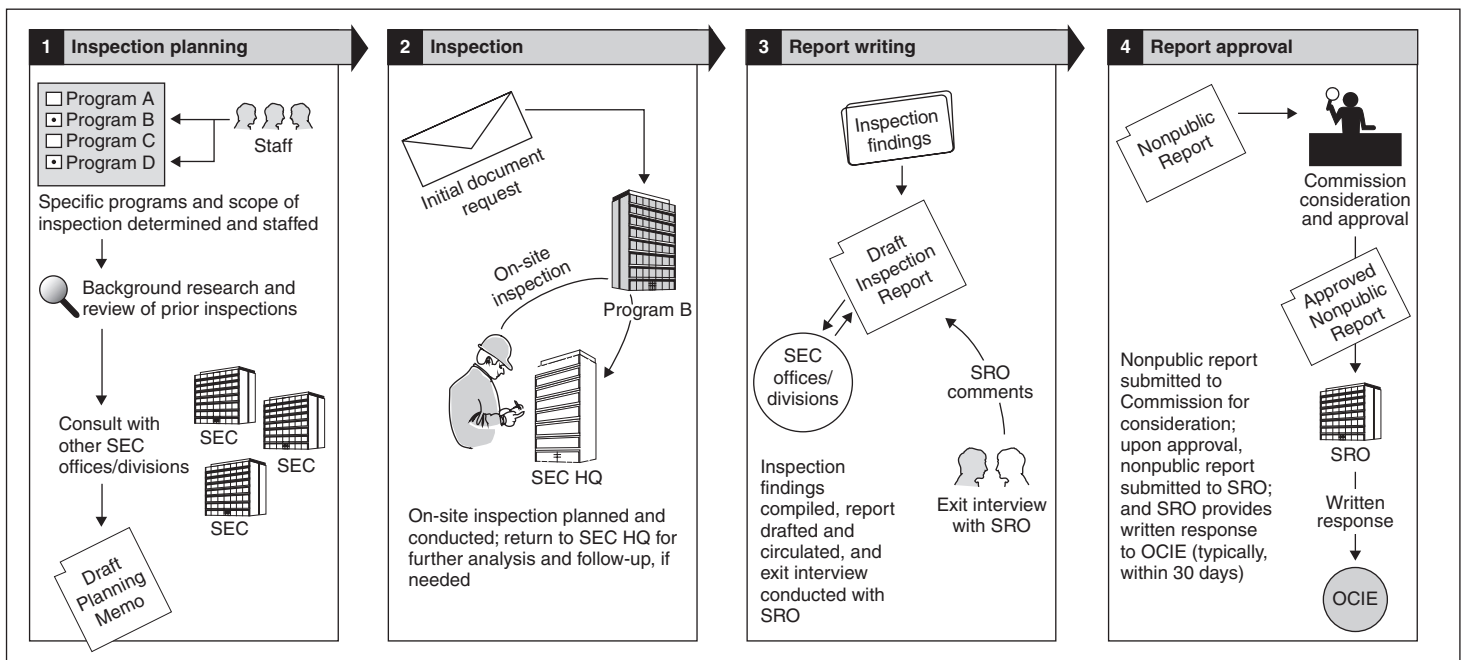 1 Inspection planning
Program A
Program B
Program C
Program D
Staff
Specific programs and scope of
inspection determined and staffed
Background research and
review of prior inspections
Consult with
other SEC
offices/divisions
SEC
SEC
SEC
Draft
Planning
Memo
2 Inspection
Initial document
request
Program B
On-site
inspection
SEC HQ
On-site inspection planned and
conducted; return to SEC HQ for
further analysis and follow-up, if
needed
3 Report writing
Inspection
findings
Draft
Inspection
Report
SEC
offices/
divisions
SRO
comments
Exit interview
with SRO
Inspection
findings
compiled, report
drafted and
circulated, and
exit interview
conducted with
SRO
4 Report approval
Nonpublic
Report
Commission
consideration
and approval
Approved
Nonpublic
Report
SRO
Written
response
OCIE
Nonpublic report
submitted to
Commission for
consideration;
upon approval,
nonpublic report
submitted to SRO;
and SRO provides
written response
to OCIE (typically,
within 30 days)